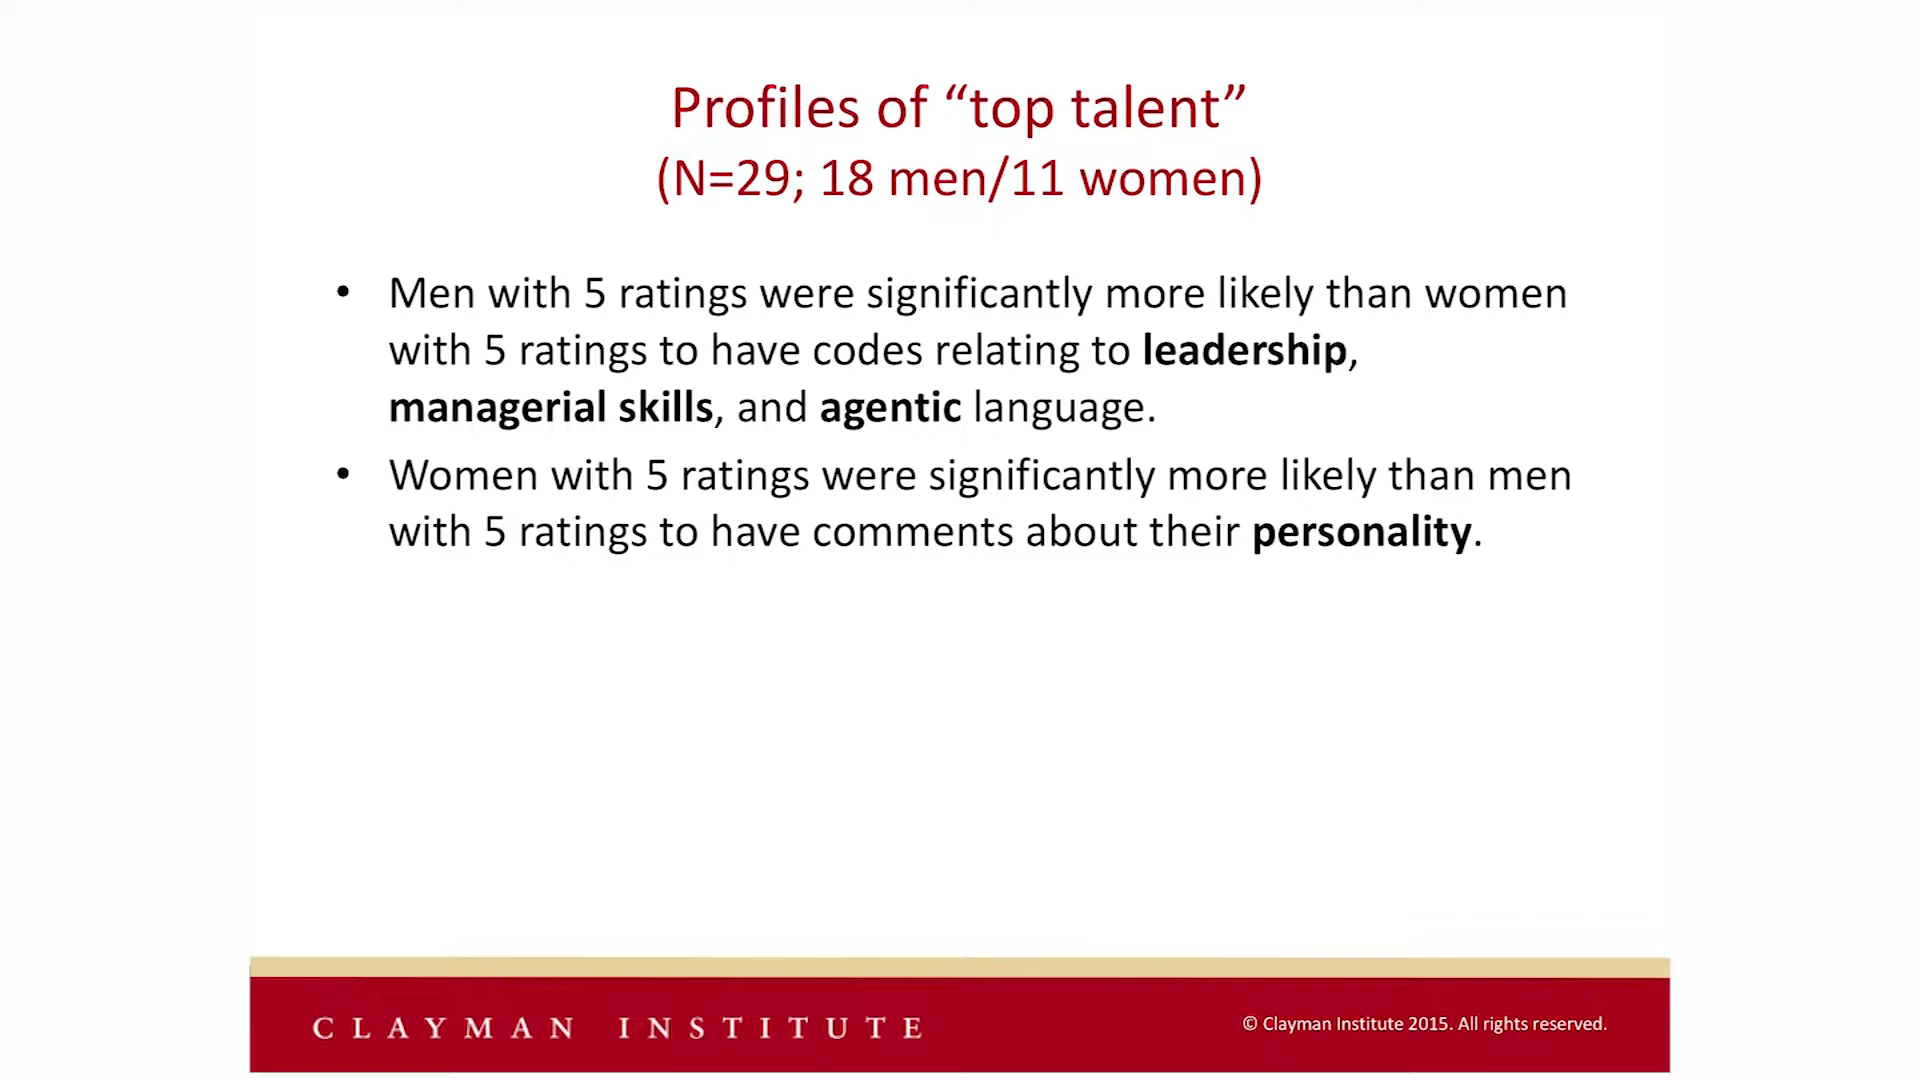 Profiles of “top talent”
(N=29; 18 men/11 women)
• Men with 5 ratings were significantly more likely than women
with 5 ratings to have codes relating to leadership,
managerial skills, and agentic language.
• Women with 5 ratings were significantly more likely than men
with 5 ratings to have comments about their personality.
CLAYMAN INSTITUTE
© Clayman Institute 2015. All rights reserved.